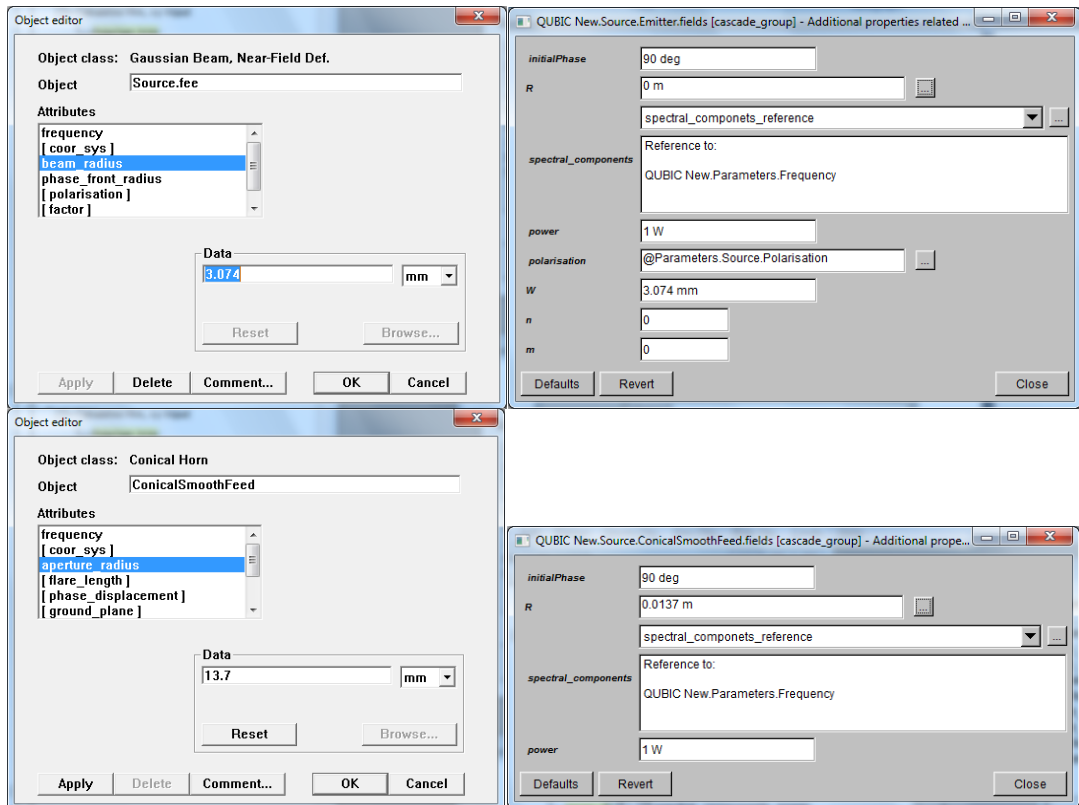 Object editor
Object class: Gaussian Beam, Near-Field Def.
Object Source.fee
Attributes
frequency
[ coor_sys ]
beam_radius
phase_front_radius
[ polarisation ]
[ factor ]
Data
3.074 mm
Reset Browse...
Apply Delete Comment... OK Cancel
QUBIC New.Source.Emitter.fields [cascade_group] - Additional properties related ...
initialPhase 90 deg
R 0 m ...
spectral_componets_reference ...
spectral_components
Reference to:
QUBIC New.Parameters.Frequency
power 1 W
polarisation @Parameters.Source.Polarisation ...
W 3.074 mm
n 0
m 0
Defaults Revert Close
Object editor
Object class: Conical Horn
Object ConicalSmoothFeed
Attributes
frequency
[ coor_sys ]
aperture_radius
[ flare_length ]
[ phase_displacement ]
[ ground_plane ]
Data
13.7 mm
Reset Browse...
Apply Delete Comment... OK Cancel
QUBIC New.Source.ConicalSmoothFeed.fields [cascade_group] - Additional prope...
initialPhase 90 deg
R 0.0137 m ...
spectral_componets_reference ...
spectral_components
Reference to:
QUBIC New.Parameters.Frequency
power 1 W
Defaults Revert Close